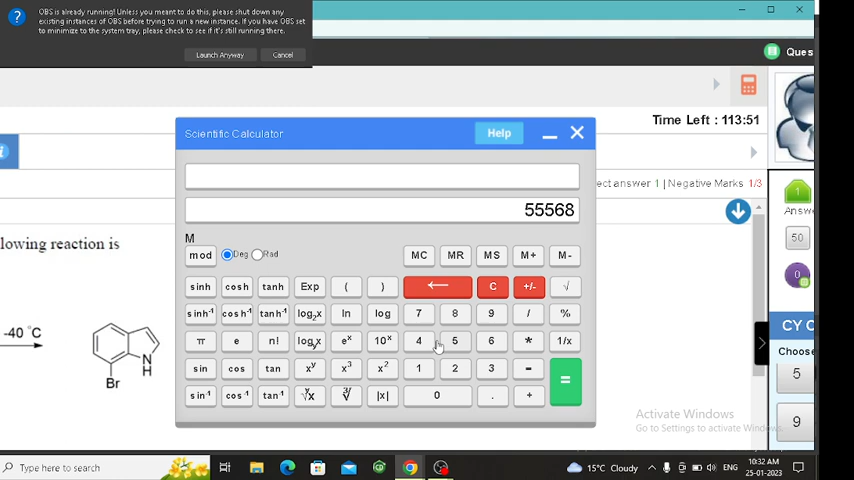 OBS is already running! Unless you meant to do this, please shut down any
existing instances of OBS before trying to run a new instance. If you have OBS set
to minimize to the system tray, please check to see if it's still running there.
Launch Anyway Cancel
Ques
Time Left : 113:51
Scientific Calculator Help
ect answer 1 | Negative Marks 1/3
55568
M
mod Deg Rad MC MR MS M+ M-
sinh cosh tanh Exp ( ) ← C +/- √
sinh⁻¹ cosh⁻¹ tanh⁻¹ log₂x ln log 7 8 9 / %
π e n! logᵧx eˣ 10ˣ 4 5 6 * 1/x
sin cos tan xʸ x³ x² 1 2 3 - =
sin⁻¹ cos⁻¹ tan⁻¹ ʸ√x ∛ |x| 0 . +
lowing reaction is
-40 °C
N
H
Br
1
Answ
50
0
CY C
Choose
5
9
Activate Windows
Go to Settings to activate Windows.
Type here to search
15°C Cloudy ENG 10:32 AM
25-01-2023